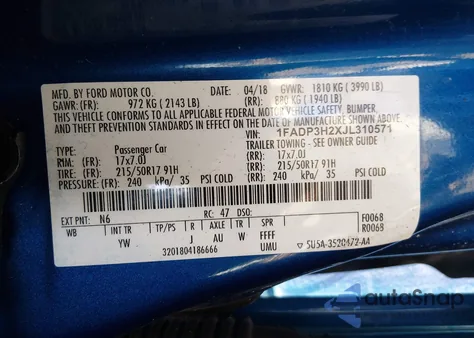 MFD. BY FORD MOTOR CO. 04/18 GVWR: 1810 KG ( 3990 LB)
GAWR: (FR) 972 KG ( 2143 LB) (RR): 880 KG ( 1940 LB)
THIS VEHICLE CONFORMS TO ALL APPLICABLE FEDERAL MOTOR VEHICLE SAFETY, BUMPER,
AND THEFT PREVENTION STANDARDS IN EFFECT ON THE
DATE OF MANUFACTURE SHOWN ABOVE.
VIN: 1FADP3H2XJL310571
TYPE: Passenger Car TRAILER TOWING - SEE OWNER GUIDE
RIM: (FR) 17x7.0J (RR): 17x7.0J
TIRE: (FR) 215/50R17 91H (RR): 215/50R17 91H
PRESSURE:(FR) 240 kPa/ 35 PSI COLD (RR) 240 kPa/ 35 PSI COLD
EXT PNT: N6 RC: 47 DSO: F0068
WB INT TR TP/PS R AXLE TR SPR R0069
YW J AU W FFFF
3201804186666 UMU SU5A-3520472-AA
autoSnap